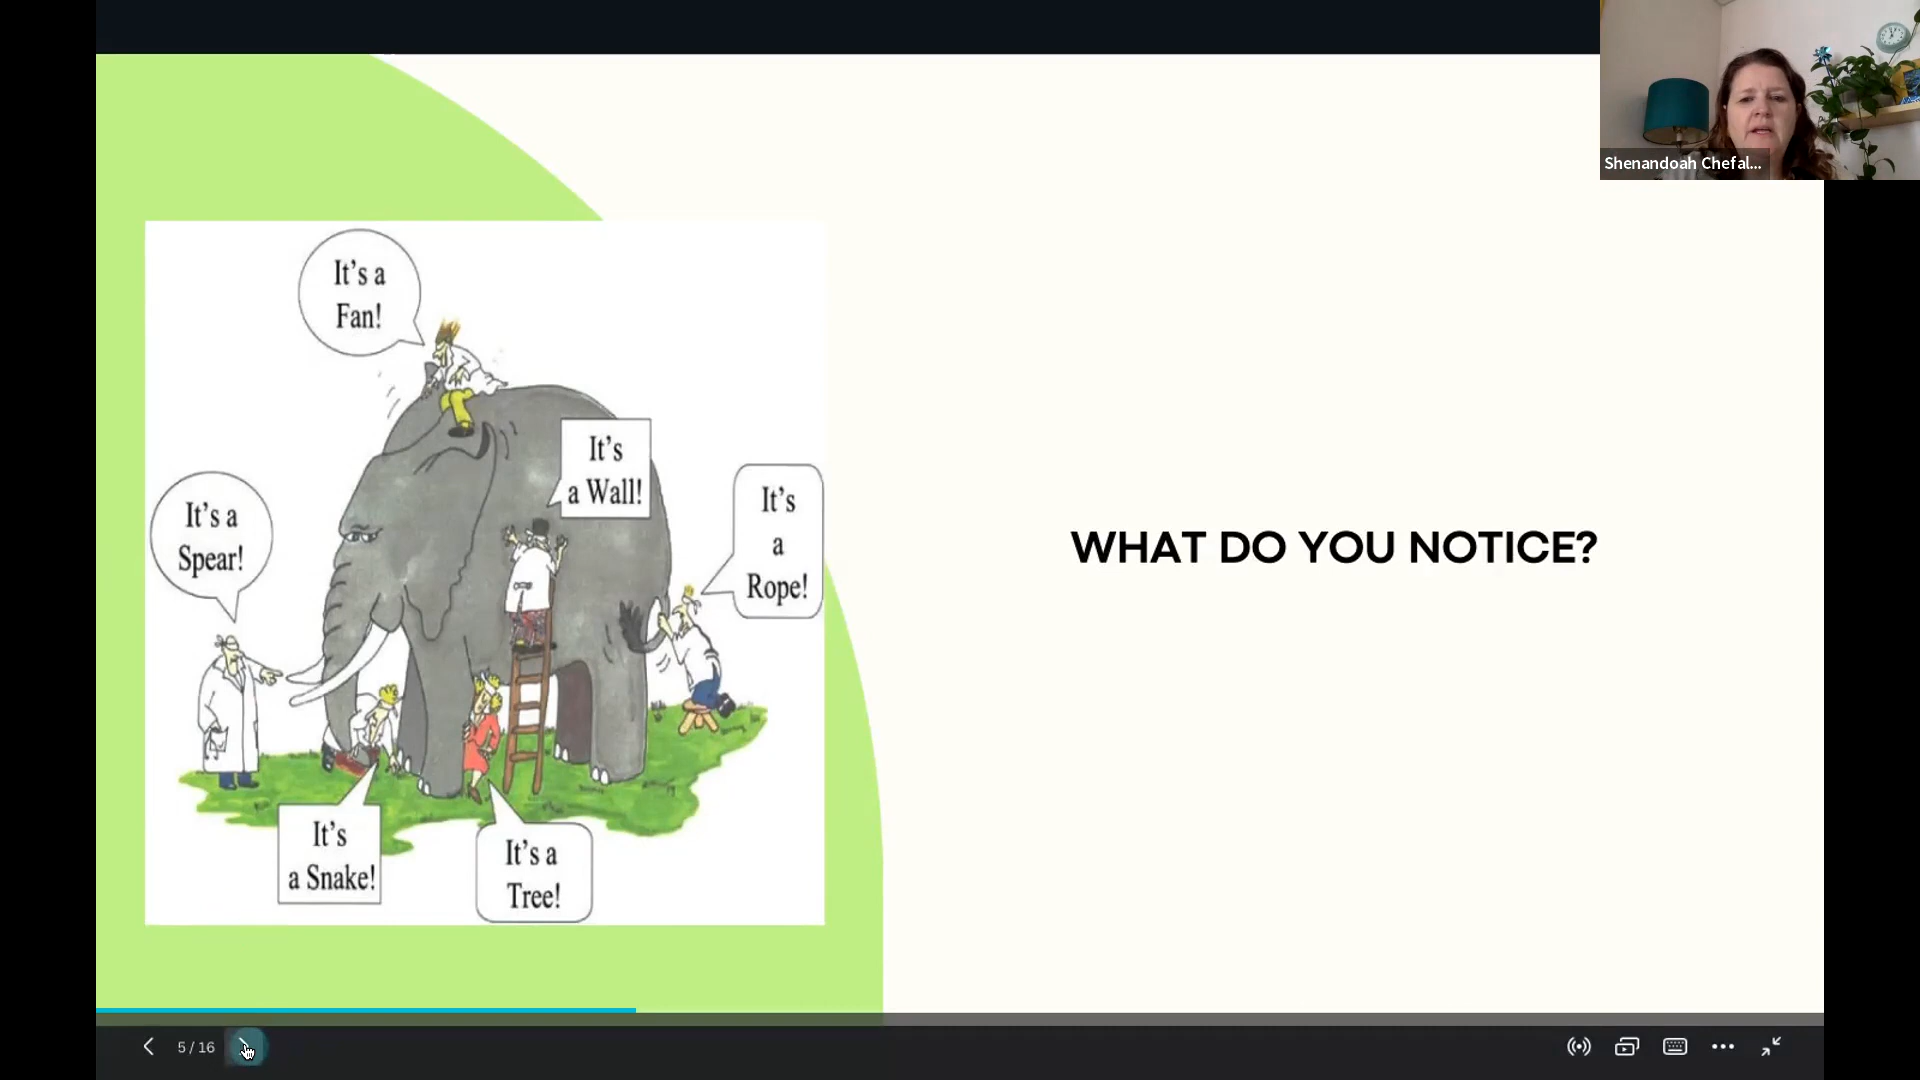 Shenandoah Chefal...
It's a
Fan!
It's
a Wall!
It's
a
Rope!
It's a
Spear!
It's
a Snake!
It's a
Tree!
WHAT DO YOU NOTICE?
5 / 16